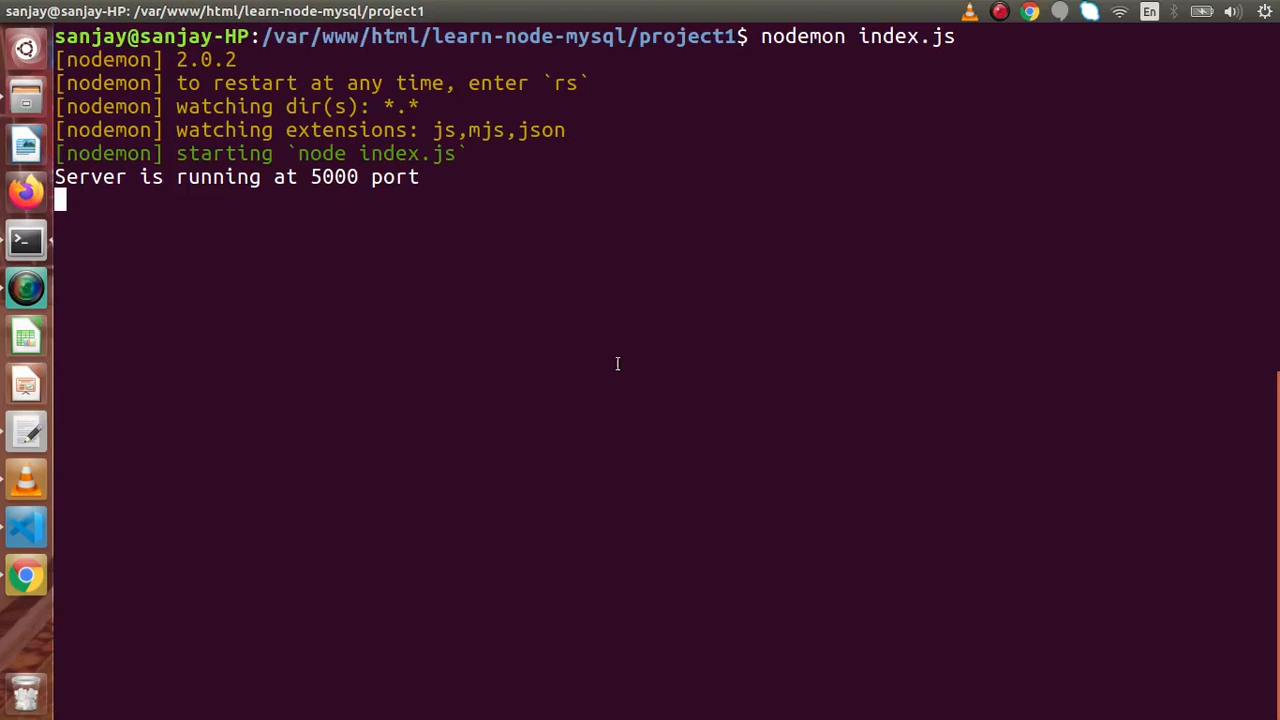 sanjay@sanjay-HP: /var/www/html/learn-node-mysql/project1
En
sanjay@sanjay-HP:/var/www/html/learn-node-mysql/project1$ nodemon index.js
[nodemon] 2.0.2
[nodemon] to restart at any time, enter `rs`
[nodemon] watching dir(s): *.*
[nodemon] watching extensions: js,mjs,json
[nodemon] starting `node index.js`
Server is running at 5000 port